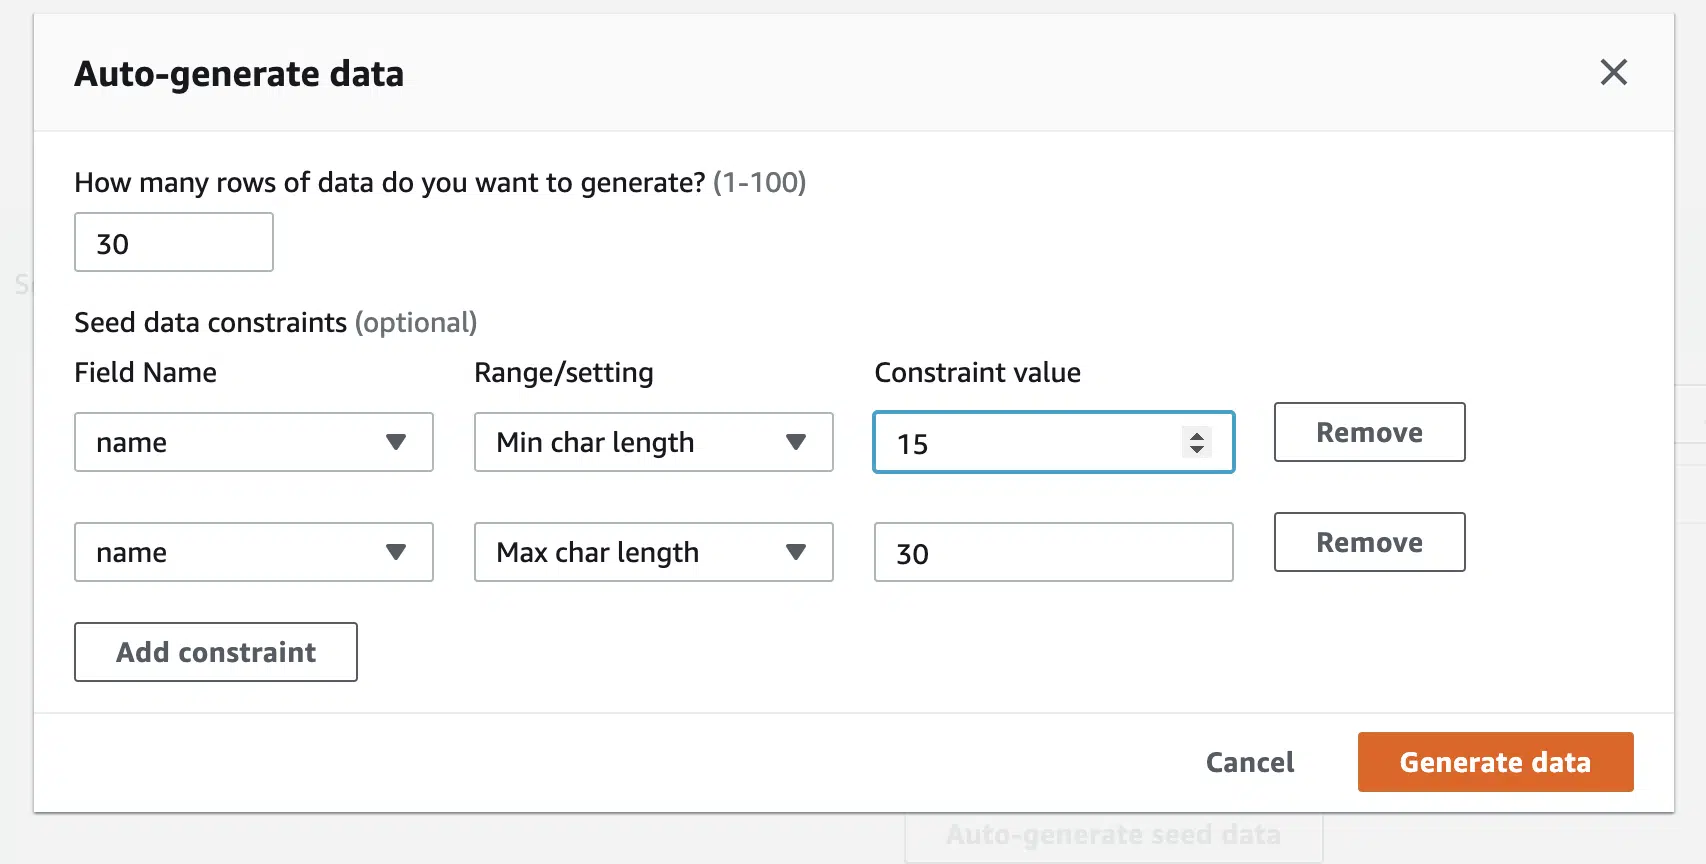 Auto-generate data
How many rows of data do you want to generate? (1-100)
30
Seed data constraints (optional)
Field Name Range/setting Constraint value
name Min char length 15 Remove
name Max char length 30 Remove
Add constraint
Cancel Generate data
Auto-generate seed data